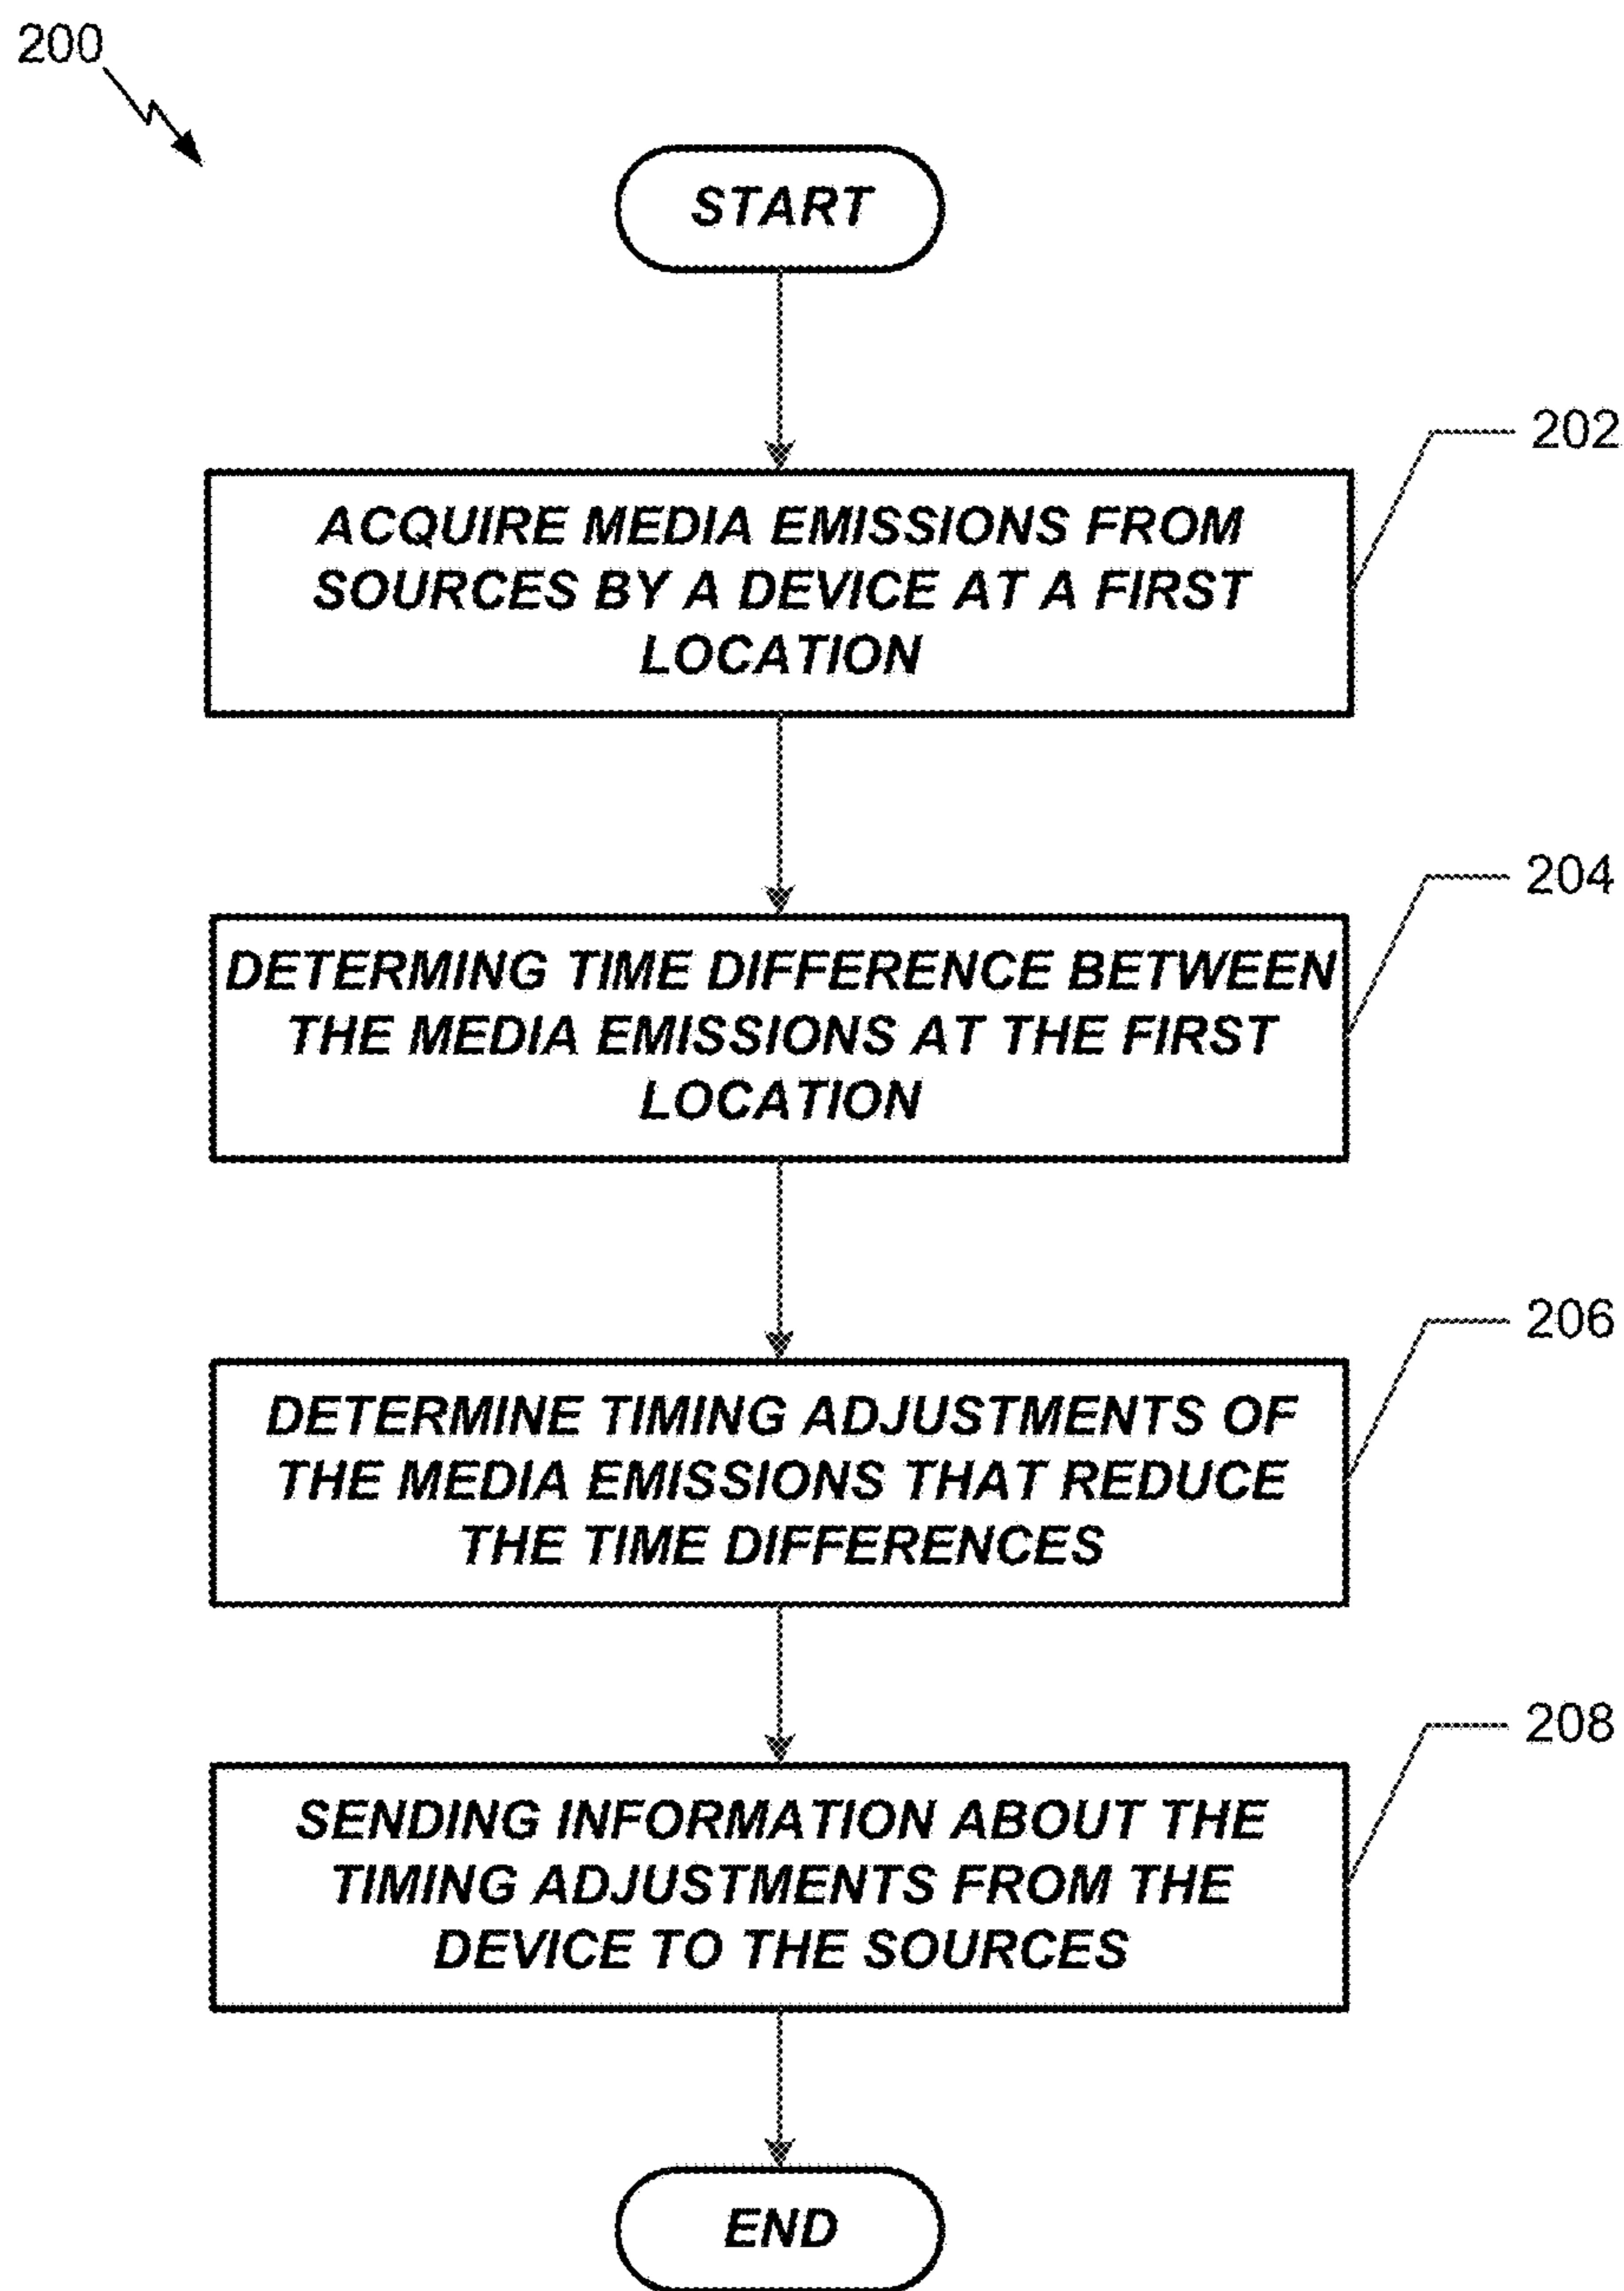 200
START
202
ACQUIRE MEDIA EMISSIONS FROM
SOURCES BY A DEVICE AT A FIRST
LOCATION
204
DETERMING TIME DIFFERENCE BETWEEN
THE MEDIA EMISSIONS AT THE FIRST
LOCATION
206
DETERMINE TIMING ADJUSTMENTS OF
THE MEDIA EMISSIONS THAT REDUCE
THE TIME DIFFERENCES
208
SENDING INFORMATION ABOUT THE
TIMING ADJUSTMENTS FROM THE
DEVICE TO THE SOURCES
END